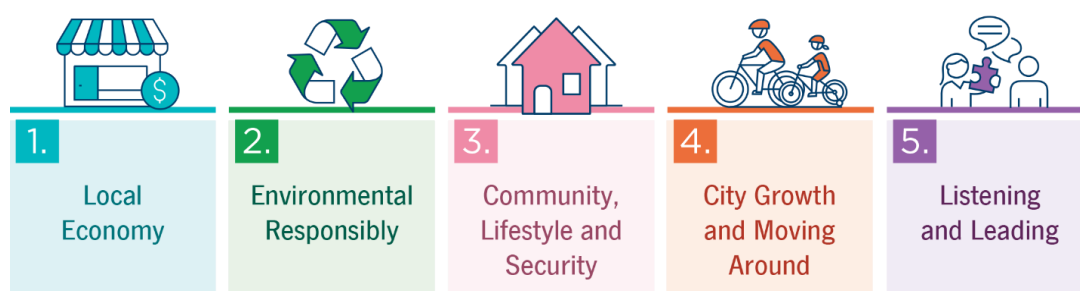 $
1.
Local
Economy
2.
Environmental
Responsibly
3.
Community,
Lifestyle and
Security
4.
City Growth
and Moving
Around
5.
Listening
and Leading